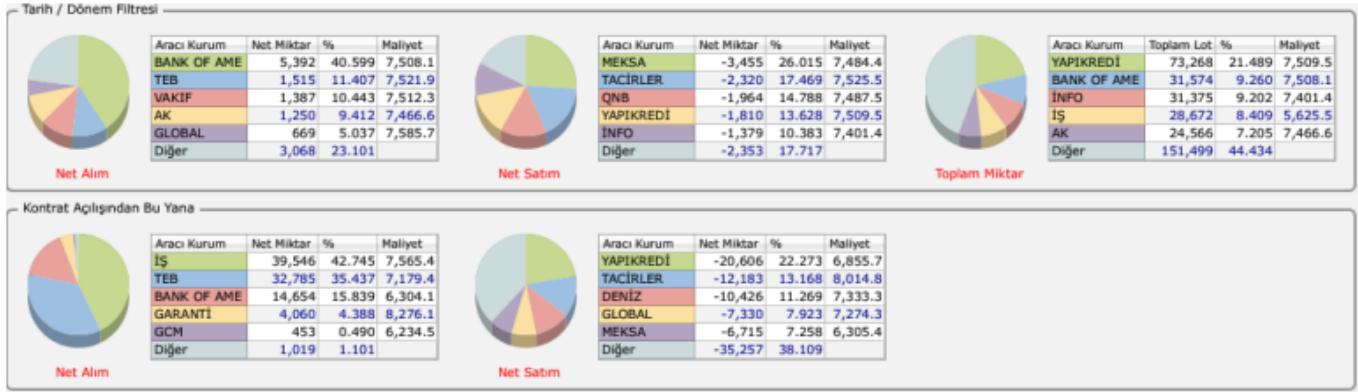 Tarih / Dönem Filtresi
Aracı Kurum Net Miktar % Maliyet
BANK OF AME 5,392 40.599 7,508.1
TEB 1,515 11.407 7,521.9
VAKIF 1,387 10.443 7,512.3
AK 1,250 9.412 7,466.6
GLOBAL 669 5.037 7,585.7
Diğer 3,068 23.101
Net Alım
Aracı Kurum Net Miktar % Maliyet
MEKSA -3,455 26.015 7,484.4
TACİRLER -2,320 17.469 7,525.5
QNB -1,964 14.788 7,487.5
YAPIKREDİ -1,810 13.628 7,509.5
İNFO -1,379 10.383 7,401.4
Diğer -2,353 17.717
Net Satım
Aracı Kurum Toplam Lot % Maliyet
YAPIKREDİ 73,268 21.489 7,509.5
BANK OF AME 31,574 9.260 7,508.1
İNFO 31,375 9.202 7,401.4
İŞ 28,672 8.409 5,625.5
AK 24,566 7.205 7,466.6
Diğer 151,499 44.434
Toplam Miktar
Kontrat Açılışından Bu Yana
Aracı Kurum Net Miktar % Maliyet
İŞ 39,546 42.745 7,565.4
TEB 32,785 35.437 7,179.4
BANK OF AME 14,654 15.839 6,304.1
GARANTİ 4,060 4.388 8,276.1
GCM 453 0.490 6,234.5
Diğer 1,019 1.101
Net Alım
Aracı Kurum Net Miktar % Maliyet
YAPIKREDİ -20,606 22.273 6,855.7
TACİRLER -12,183 13.168 8,014.8
DENİZ -10,426 11.269 7,333.3
GLOBAL -7,330 7.923 7,274.3
MEKSA -6,715 7.258 6,305.4
Diğer -35,257 38.109
Net Satım